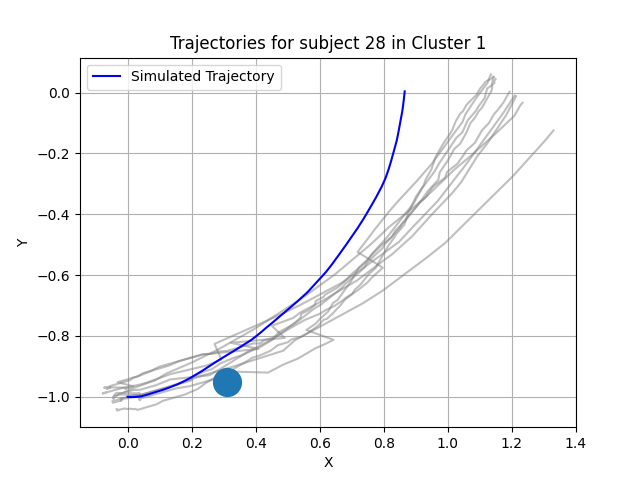 Trajectories for subject 28 in Cluster 1
Simulated Trajectory
0.0
−0.2
−0.4
−0.6
−0.8
−1.0
Y
0.0 0.2 0.4 0.6 0.8 1.0 1.2 1.4
X